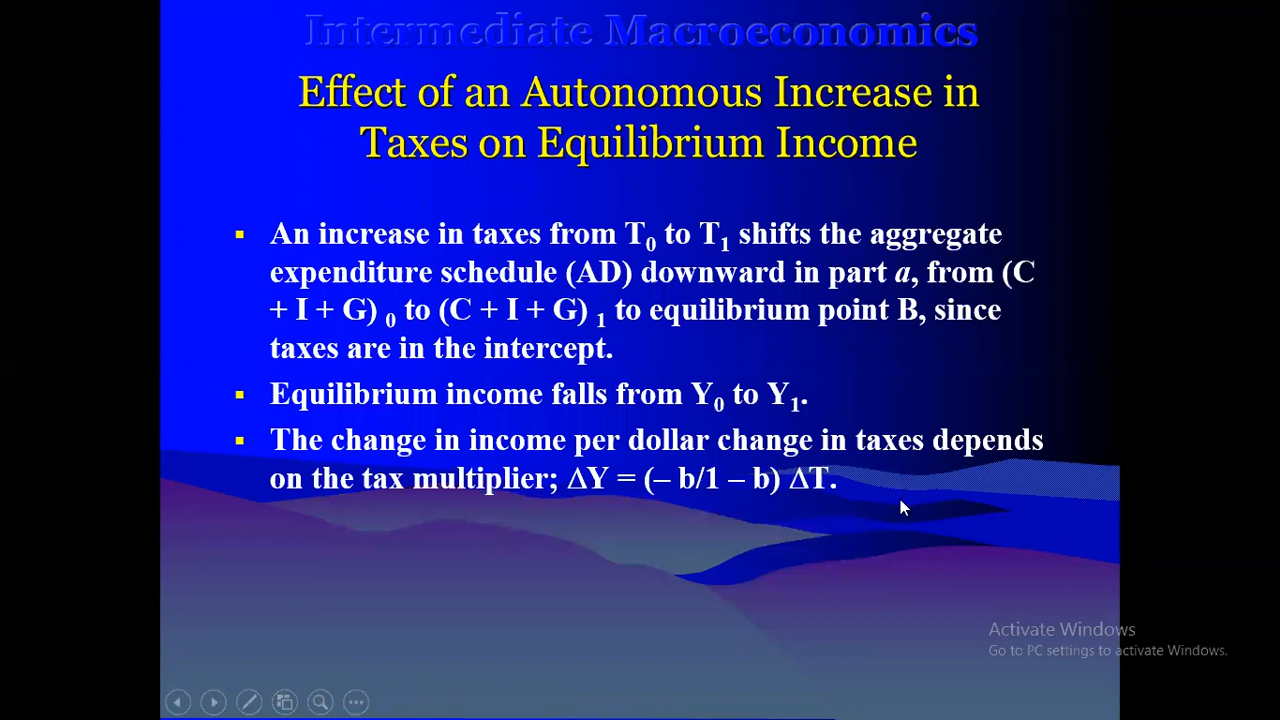 Intermediate Macroeconomics
Effect of an Autonomous Increase in
Taxes on Equilibrium Income
▪ An increase in taxes from T₀ to T₁ shifts the aggregate
expenditure schedule (AD) downward in part a, from (C
+ I + G) ₀ to (C + I + G) ₁ to equilibrium point B, since
taxes are in the intercept.
▪ Equilibrium income falls from Y₀ to Y₁.
▪ The change in income per dollar change in taxes depends
on the tax multiplier; ΔY = (– b/1 – b) ΔT.
Activate Windows
Go to PC settings to activate Windows.